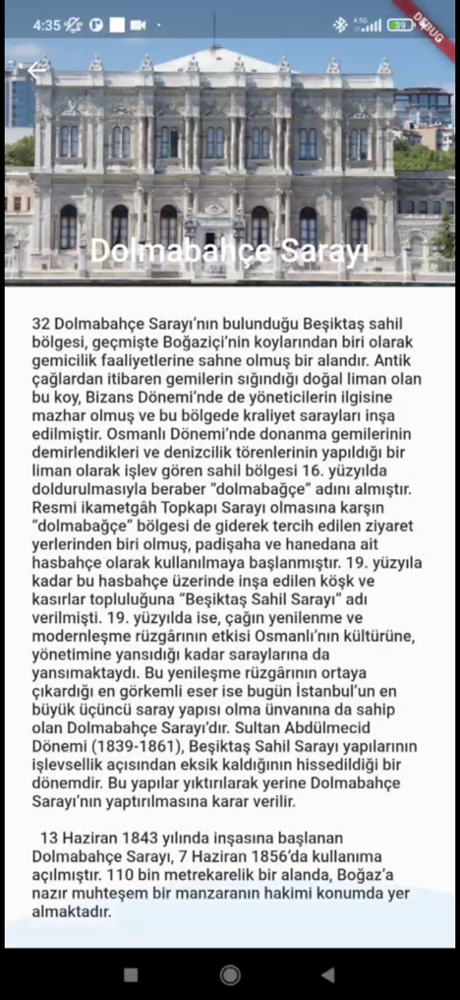 4:35
4.5G
39
DEBUG
Dolmabahçe Sarayı
32 Dolmabahçe Sarayı’nın bulunduğu Beşiktaş sahil
bölgesi, geçmişte Boğaziçi’nin koylarından biri olarak
gemicilik faaliyetlerine sahne olmuş bir alandır. Antik
çağlardan itibaren gemilerin sığındığı doğal liman olan
bu koy, Bizans Dönemi’nde de yöneticilerin ilgisine
mazhar olmuş ve bu bölgede kraliyet sarayları inşa
edilmiştir. Osmanlı Dönemi’nde donanma gemilerinin
demirlendikleri ve denizcilik törenlerinin yapıldığı bir
liman olarak işlev gören sahil bölgesi 16. yüzyılda
doldurulmasıyla beraber “dolmabağçe” adını almıştır.
Resmi ikametgâh Topkapı Sarayı olmasına karşın
“dolmabağçe” bölgesi de giderek tercih edilen ziyaret
yerlerinden biri olmuş, padişaha ve hanedana ait
hasbahçe olarak kullanılmaya başlanmıştır. 19. yüzyıla
kadar bu hasbahçe üzerinde inşa edilen köşk ve
kasırlar topluluğuna “Beşiktaş Sahil Sarayı” adı
verilmişti. 19. yüzyılda ise, çağın yenilenme ve
modernleşme rüzgârının etkisi Osmanlı’nın kültürüne,
yönetimine yansıdığı kadar saraylarına da
yansımaktaydı. Bu yenileşme rüzgârının ortaya
çıkardığı en görkemli eser ise bugün İstanbul’un en
büyük üçüncü saray yapısı olma ünvanına da sahip
olan Dolmabahçe Sarayı’dır. Sultan Abdülmecid
Dönemi (1839-1861), Beşiktaş Sahil Sarayı yapılarının
işlevsellik açısından eksik kaldığının hissedildiği bir
dönemdir. Bu yapılar yıktırılarak yerine Dolmabahçe
Sarayı’nın yaptırılmasına karar verilir.
13 Haziran 1843 yılında inşasına başlanan
Dolmabahçe Sarayı, 7 Haziran 1856’da kullanıma
açılmıştır. 110 bin metrekarelik bir alanda, Boğaz’a
nazır muhteşem bir manzaranın hakimi konumda yer
almaktadır.